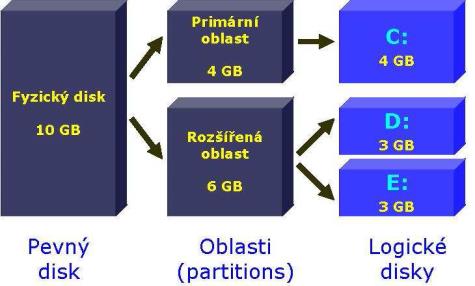 Fyzický disk
10 GB
Primární
oblast
4 GB
Rozšířená
oblast
6 GB
C:
4 GB
D:
3 GB
E:
3 GB
Pevný
disk
Oblasti
(partitions)
Logické
disky